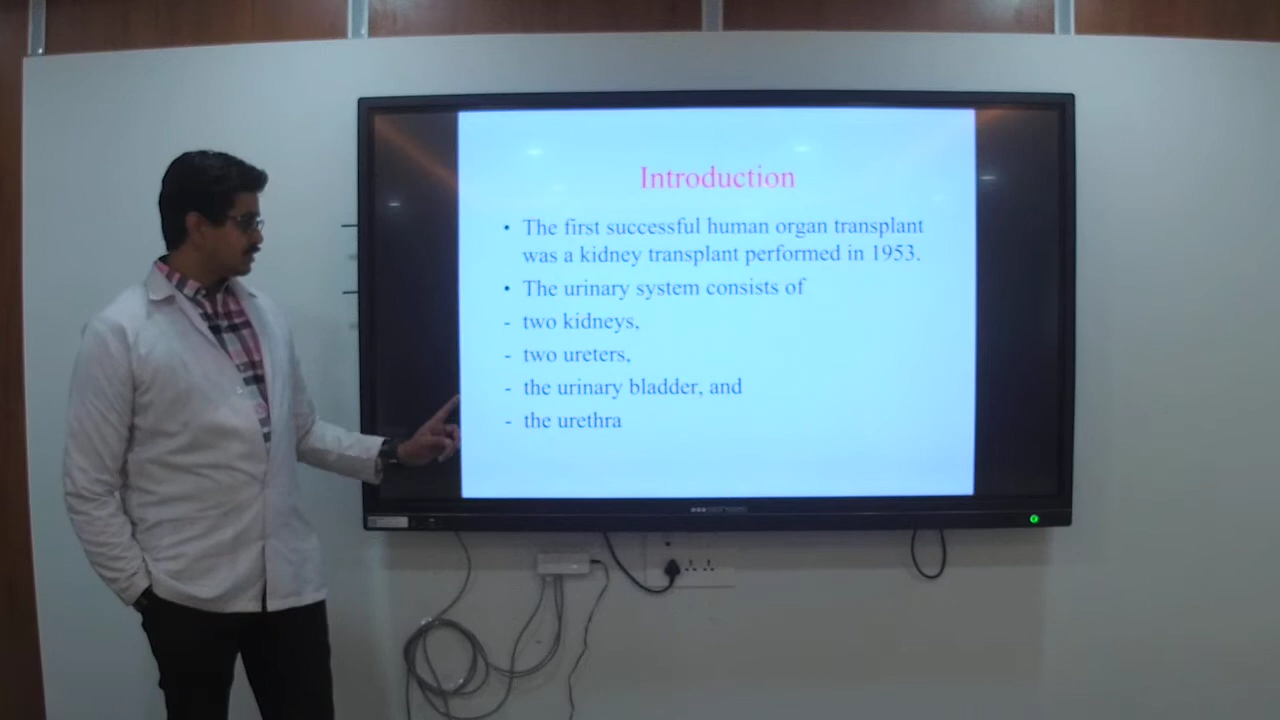 Introduction
• The first successful human organ transplant
was a kidney transplant performed in 1953.
• The urinary system consists of
- two kidneys,
- two ureters,
- the urinary bladder, and
- the urethra